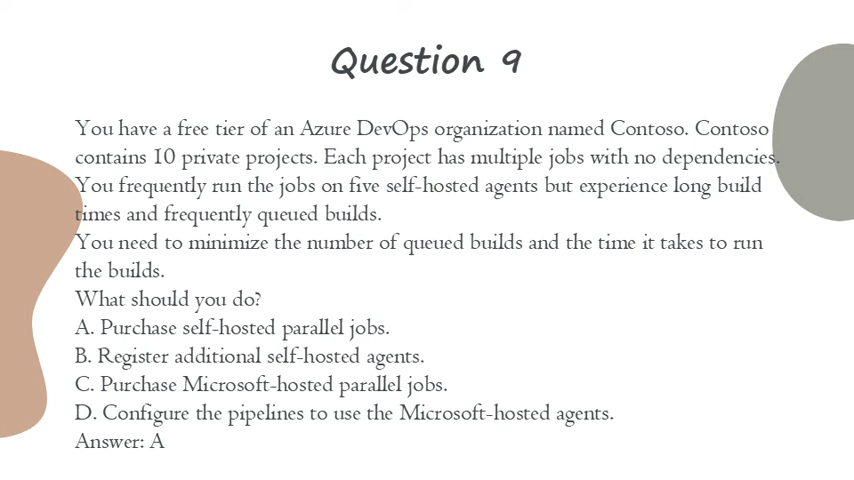 Question 9
You have a free tier of an Azure DevOps organization named Contoso. Contoso
contains 10 private projects. Each project has multiple jobs with no dependencies.
You frequently run the jobs on five self-hosted agents but experience long build
times and frequently queued builds.
You need to minimize the number of queued builds and the time it takes to run
the builds.
What should you do?
A. Purchase self-hosted parallel jobs.
B. Register additional self-hosted agents.
C. Purchase Microsoft-hosted parallel jobs.
D. Configure the pipelines to use the Microsoft-hosted agents.
Answer: A